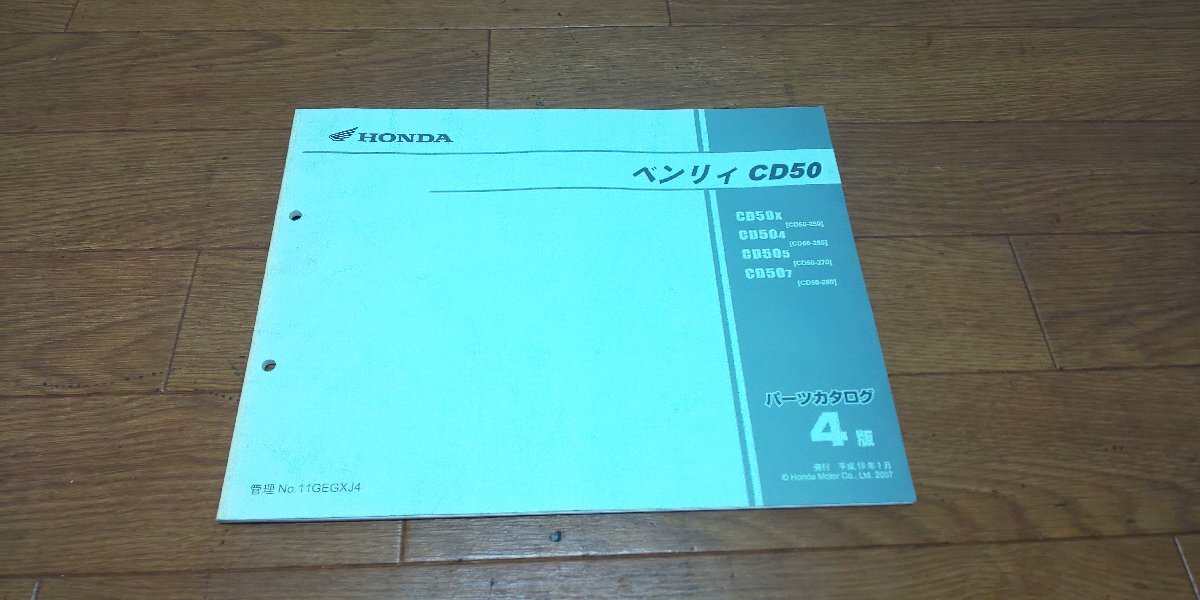 HONDA
ベンリィ CD50
CD50X
[CD50-250]
CD504
[CD50-260]
CD505
[CD50-270]
CD507
[CD50-280]
パーツカタログ
4版
発行 平成19年1月
© Honda Motor Co., Ltd. 2007
管理 No.11GEGXJ4